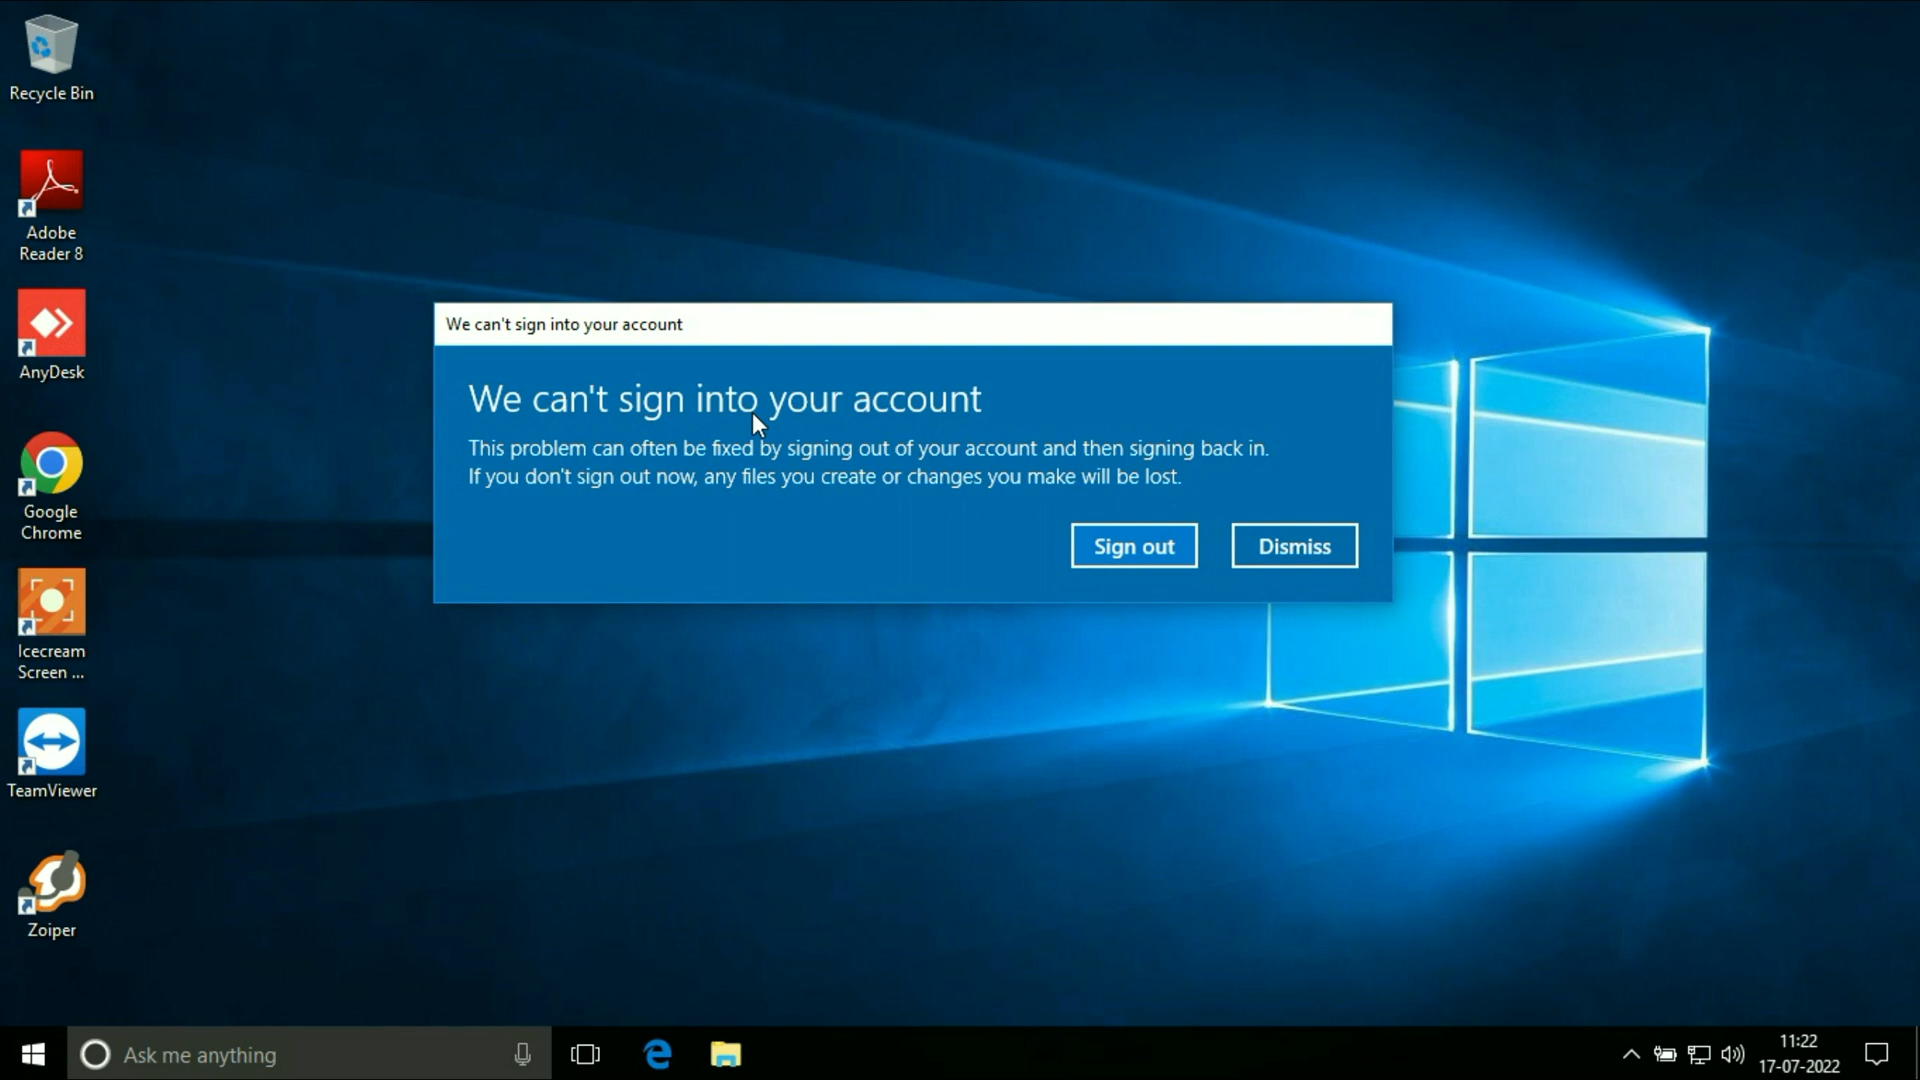 Recycle Bin
Adobe
Reader 8
AnyDesk
Google
Chrome
Icecream
Screen ...
TeamViewer
Zoiper
We can't sign into your account
We can't sign into your account
This problem can often be fixed by signing out of your account and then signing back in.
If you don't sign out now, any files you create or changes you make will be lost.
Sign out
Dismiss
Ask me anything
11:22
17-07-2022